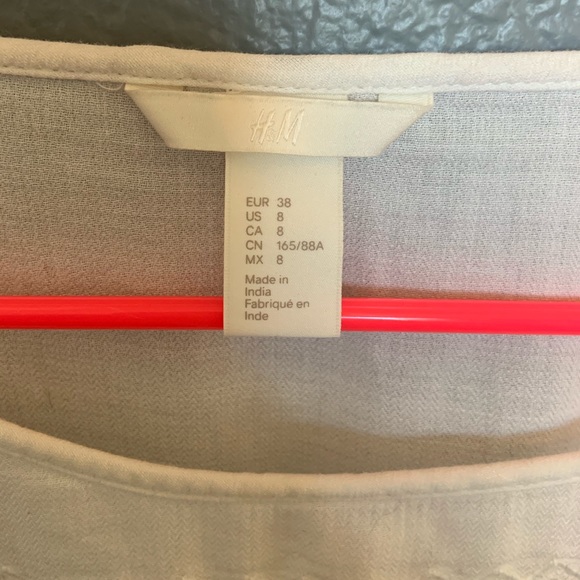 H&M
EUR 38
US 8
CA 8
CN 165/88A
MX 8
Made in
India
Fabriqué en
Inde